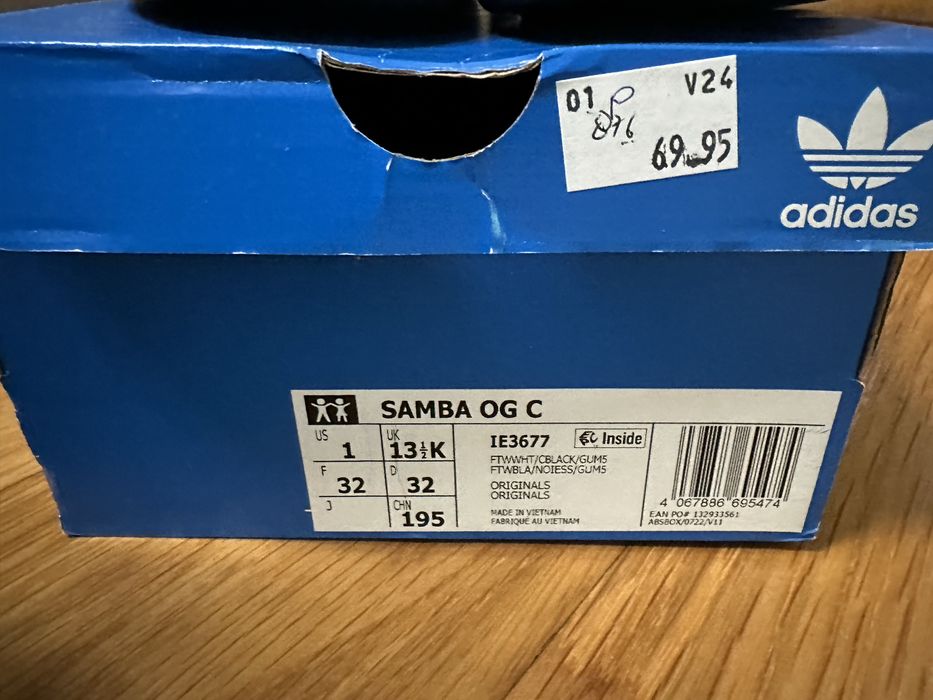 01 V24
69.95
adidas
SAMBA OG C
US 1 UK 13½K
F 32 D 32
J CHN 195
IE3677 Inside
FTWWHT/CBLACK/GUM5
FTWBLA/NOIESS/GUM5
ORIGINALS
ORIGINALS
MADE IN VIETNAM
FABRIQUE AU VIETNAM
4 067886 695474
EAN PO# 132933561
ABSBOX/0722/V11